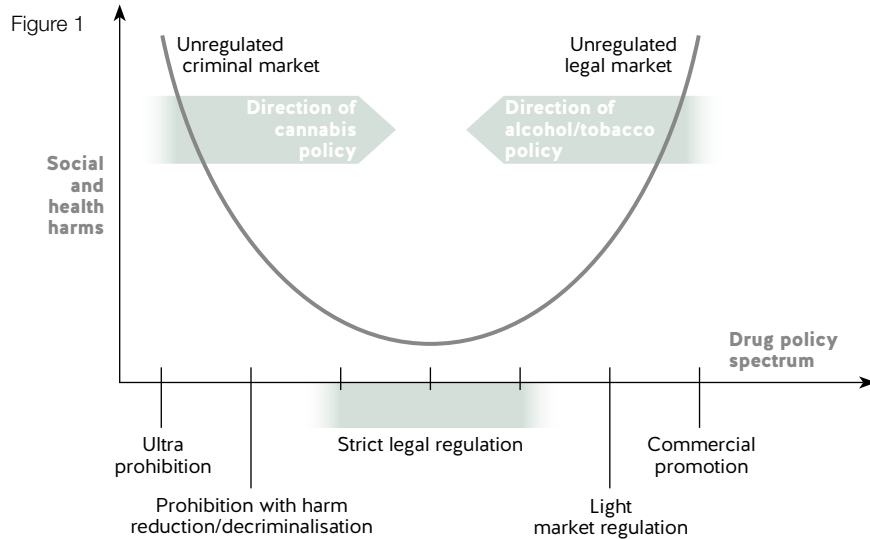 Figure 1
Unregulated
criminal market
Unregulated
legal market
Direction of
cannabis
policy
Direction of
alcohol/tobacco
policy
Social
and
health
harms
Drug policy
spectrum
Ultra
prohibition
Strict legal regulation
Commercial
promotion
Prohibition with harm
reduction/decriminalisation
Light
market regulation